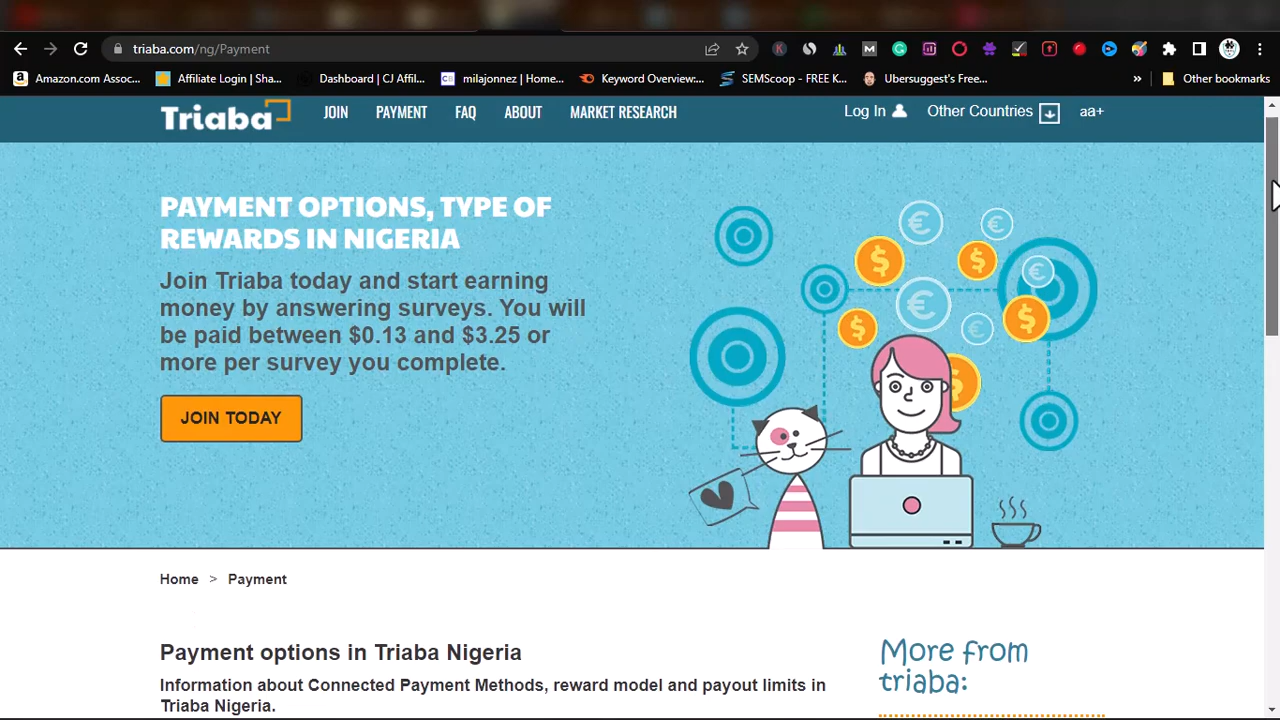 triaba.com/ng/Payment
Amazon.com Assoc...
Affiliate Login | Sha...
Dashboard | CJ Affil...
milajonnez | Home...
Keyword Overview:...
SEMScoop - FREE K...
Ubersuggest's Free...
»
Other bookmarks
Triaba
JOIN
PAYMENT
FAQ
ABOUT
MARKET RESEARCH
Log In
Other Countries
aa+
PAYMENT OPTIONS, TYPE OF
REWARDS IN NIGERIA
Join Triaba today and start earning
money by answering surveys. You will
be paid between $0.13 and $3.25 or
more per survey you complete.
JOIN TODAY
Home > Payment
Payment options in Triaba Nigeria
Information about Connected Payment Methods, reward model and payout limits in
Triaba Nigeria.
More from
triaba: